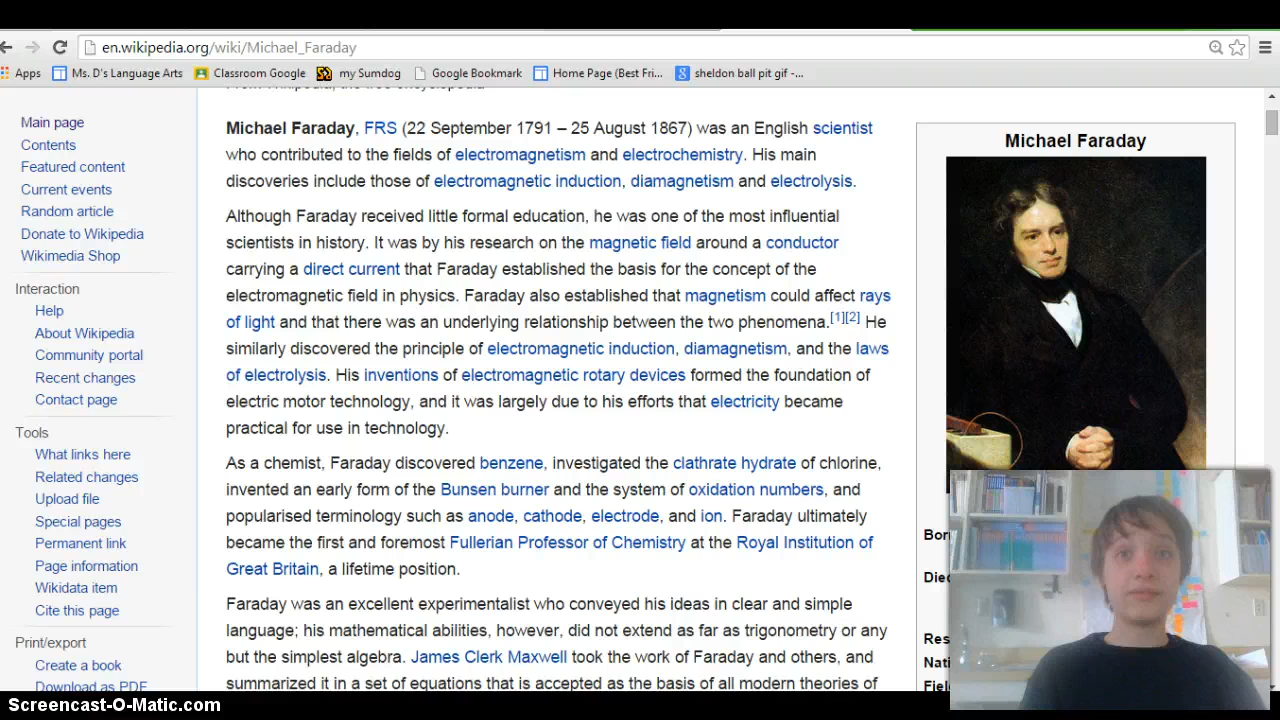 en.wikipedia.org/wiki/Michael_Faraday
Apps Ms. D's Language Arts Classroom Google my Sumdog Google Bookmark Home Page (Best Fri... sheldon ball pit gif -...
Main page
Contents
Featured content
Current events
Random article
Donate to Wikipedia
Wikimedia Shop
Interaction
Help
About Wikipedia
Community portal
Recent changes
Contact page
Tools
What links here
Related changes
Upload file
Special pages
Permanent link
Page information
Wikidata item
Cite this page
Print/export
Create a book
Download as PDF
From Wikipedia, the free encyclopedia
Michael Faraday, FRS (22 September 1791 – 25 August 1867) was an English scientist
who contributed to the fields of electromagnetism and electrochemistry. His main
discoveries include those of electromagnetic induction, diamagnetism and electrolysis.
Although Faraday received little formal education, he was one of the most influential
scientists in history. It was by his research on the magnetic field around a conductor
carrying a direct current that Faraday established the basis for the concept of the
electromagnetic field in physics. Faraday also established that magnetism could affect rays
of light and that there was an underlying relationship between the two phenomena.[1][2] He
similarly discovered the principle of electromagnetic induction, diamagnetism, and the laws
of electrolysis. His inventions of electromagnetic rotary devices formed the foundation of
electric motor technology, and it was largely due to his efforts that electricity became
practical for use in technology.
As a chemist, Faraday discovered benzene, investigated the clathrate hydrate of chlorine,
invented an early form of the Bunsen burner and the system of oxidation numbers, and
popularised terminology such as anode, cathode, electrode, and ion. Faraday ultimately
became the first and foremost Fullerian Professor of Chemistry at the Royal Institution of
Great Britain, a lifetime position.
Faraday was an excellent experimentalist who conveyed his ideas in clear and simple
language; his mathematical abilities, however, did not extend as far as trigonometry or any
but the simplest algebra. James Clerk Maxwell took the work of Faraday and others, and
summarized it in a set of equations that is accepted as the basis of all modern theories of
Michael Faraday
Screencast-O-Matic.com